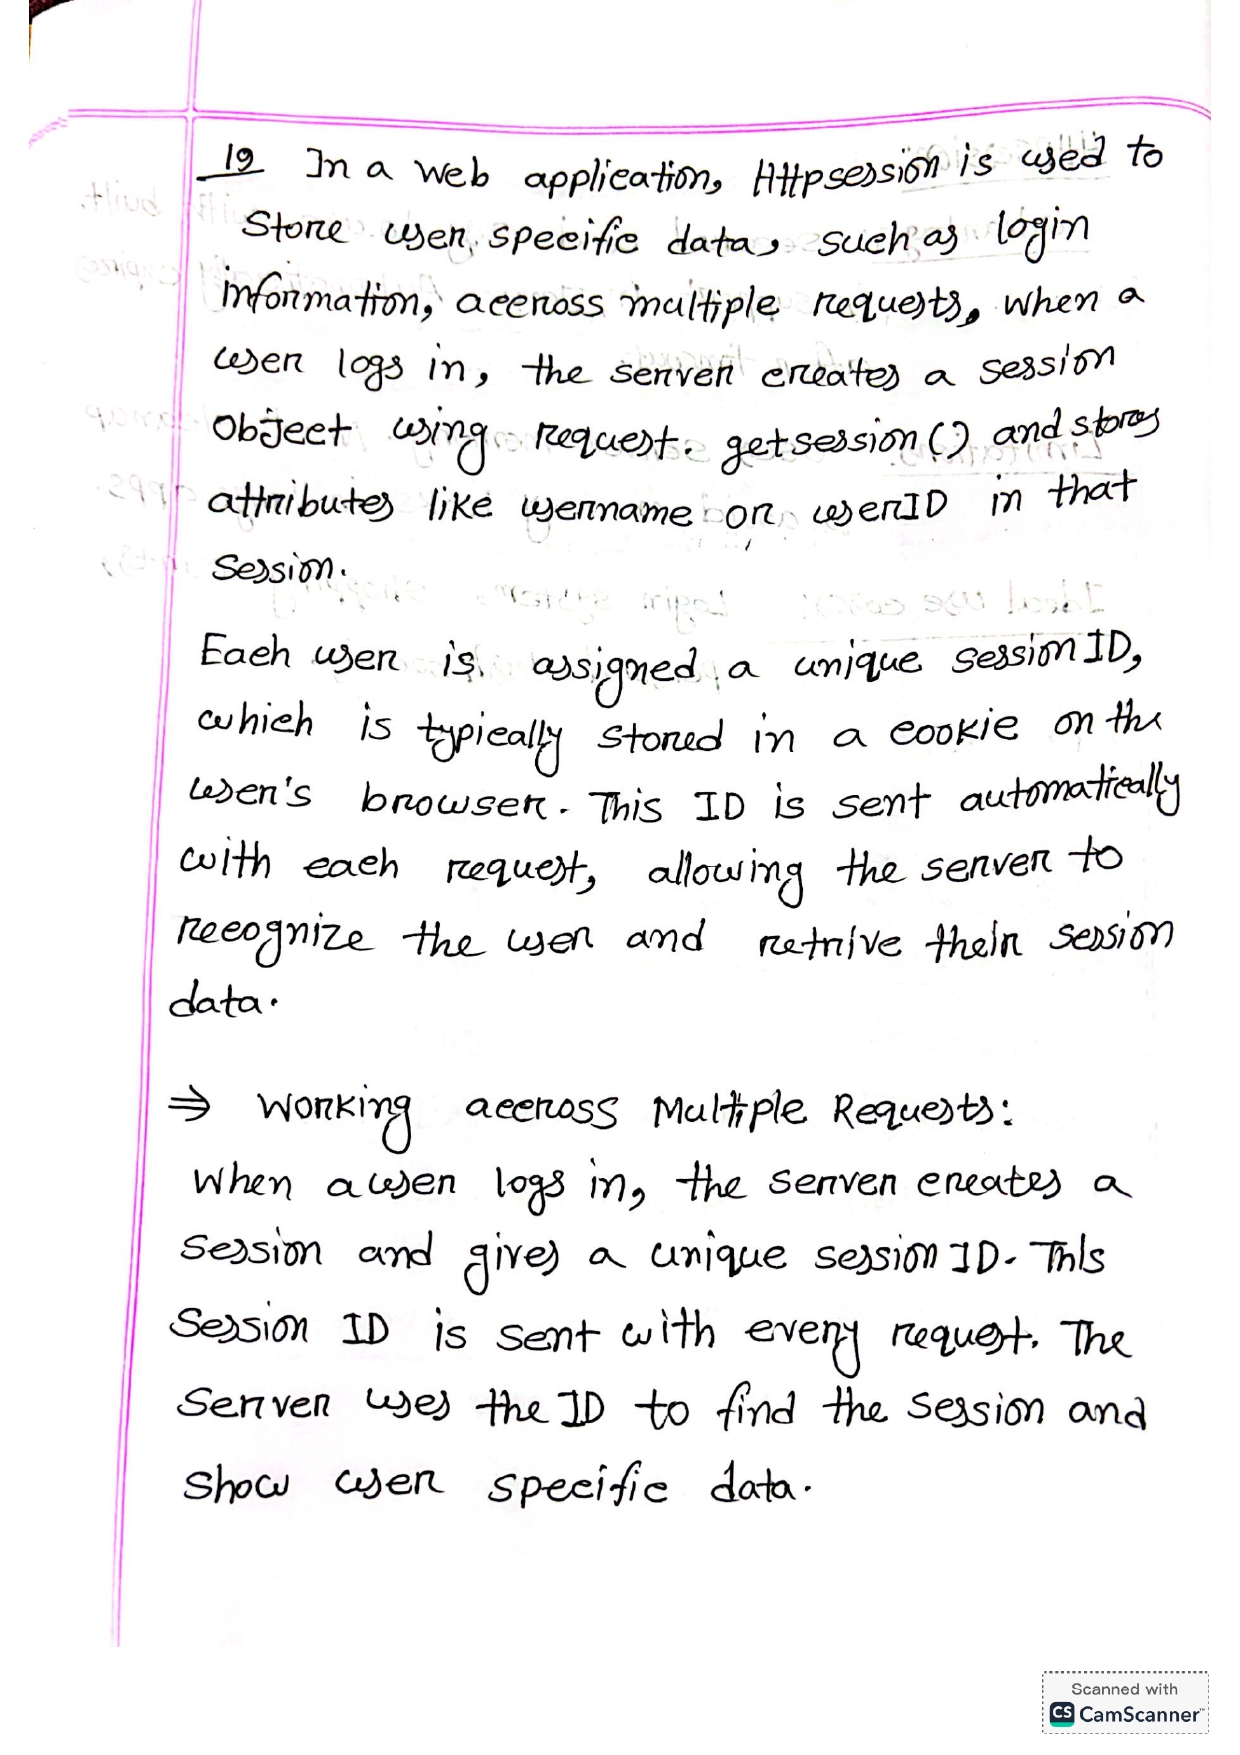 19 In a web application, Httpsession is used to
Store user specific data, such as login
information, accross multiple requests, when a
user logs in, the server creates a session
Object using request. getsession() and stores
attributes like username or userID in that
Session.
Each user is assigned a unique session ID,
which is typically stored in a cookie on the
user's browser. This ID is sent automatically
with each request, allowing the server to
recognize the user and retrive their session
data.
⇒ Working accross Multiple Requests:
When a user logs in, the server creates a
Session and gives a unique session ID. This
Session ID is sent with every request. The
Server uses the ID to find the session and
Show user specific data.
Scanned with
CS CamScanner